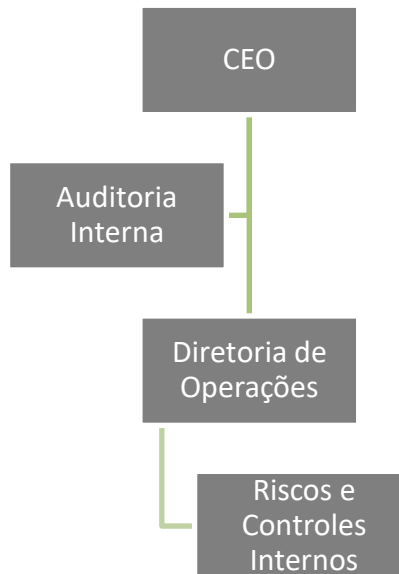 CEO
Auditoria
Interna
Diretoria de
Operações
Riscos e
Controles
Internos